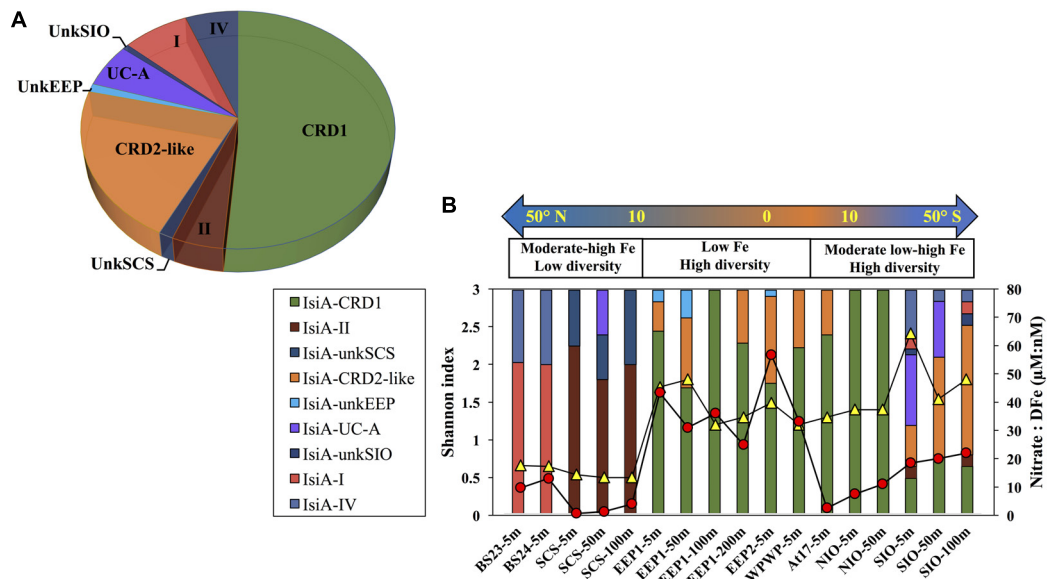 A
UnkSIO
I
IV
UC-A
UnkEEP
CRD1
CRD2-like
II
UnkSCS
B
50° N 10 0 10 50° S
Moderate-high Fe
Low diversity
Low Fe
High diversity
Moderate low-high Fe
High diversity
IsiA-CRD1
IsiA-II
IsiA-unkSCS
IsiA-CRD2-like
IsiA-unkEEP
IsiA-UC-A
IsiA-unkSIO
IsiA-I
IsiA-IV
Shannon index
3
2.5
2
1.5
1
0.5
0
80
70
60
50
40
30
20
10
0
Nitrate : DFe (µM:nM)
BS23-5m
BS24-5m
SCS-5m
SCS-50m
SCS-100m
EEP1-5m
EEP1-50m
EEP1-100m
EEP1-200m
EEP2-5m
WPWP-5m
At17-5m
NIO-5m
NIO-50m
SIO-5m
SIO-50m
SIO-100m